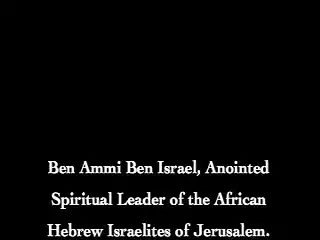 Ben Ammi Ben Israel, Anointed
Spiritual Leader of the African
Hebrew Israelites of Jerusalem.